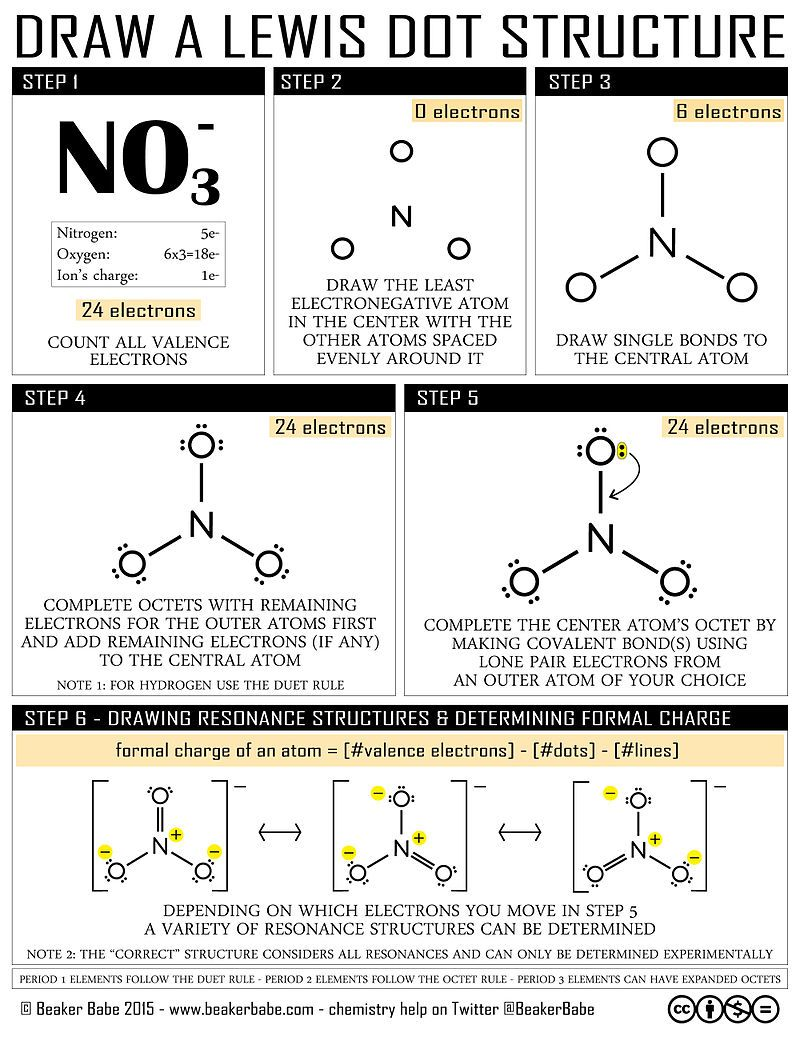 DRAW A LEWIS DOT STRUCTURE
STEP 1
NO3-
Nitrogen: 5e-
Oxygen: 6x3=18e-
Ion's charge: 1e-
24 electrons
COUNT ALL VALENCE
ELECTRONS
STEP 2
0 electrons
O
N
O O
DRAW THE LEAST
ELECTRONEGATIVE ATOM
IN THE CENTER WITH THE
OTHER ATOMS SPACED
EVENLY AROUND IT
STEP 3
6 electrons
O
N
O O
DRAW SINGLE BONDS TO
THE CENTRAL ATOM
STEP 4
24 electrons
O
N
O O
COMPLETE OCTETS WITH REMAINING
ELECTRONS FOR THE OUTER ATOMS FIRST
AND ADD REMAINING ELECTRONS (IF ANY)
TO THE CENTRAL ATOM
NOTE 1: FOR HYDROGEN USE THE DUET RULE
STEP 5
24 electrons
O
N
O O
COMPLETE THE CENTER ATOM'S OCTET BY
MAKING COVALENT BOND(S) USING
LONE PAIR ELECTRONS FROM
AN OUTER ATOM OF YOUR CHOICE
STEP 6 - DRAWING RESONANCE STRUCTURES & DETERMINING FORMAL CHARGE
formal charge of an atom = [#valence electrons] - [#dots] - [#lines]
O − − O − − O −
N + N + N +
− O O − − O O O O −
DEPENDING ON WHICH ELECTRONS YOU MOVE IN STEP 5
A VARIETY OF RESONANCE STRUCTURES CAN BE DETERMINED
NOTE 2: THE "CORRECT" STRUCTURE CONSIDERS ALL RESONANCES AND CAN ONLY BE DETERMINED EXPERIMENTALLY
PERIOD 1 ELEMENTS FOLLOW THE DUET RULE - PERIOD 2 ELEMENTS FOLLOW THE OCTET RULE - PERIOD 3 ELEMENTS CAN HAVE EXPANDED OCTETS
© Beaker Babe 2015 - www.beakerbabe.com - chemistry help on Twitter @BeakerBabe
cc $ =